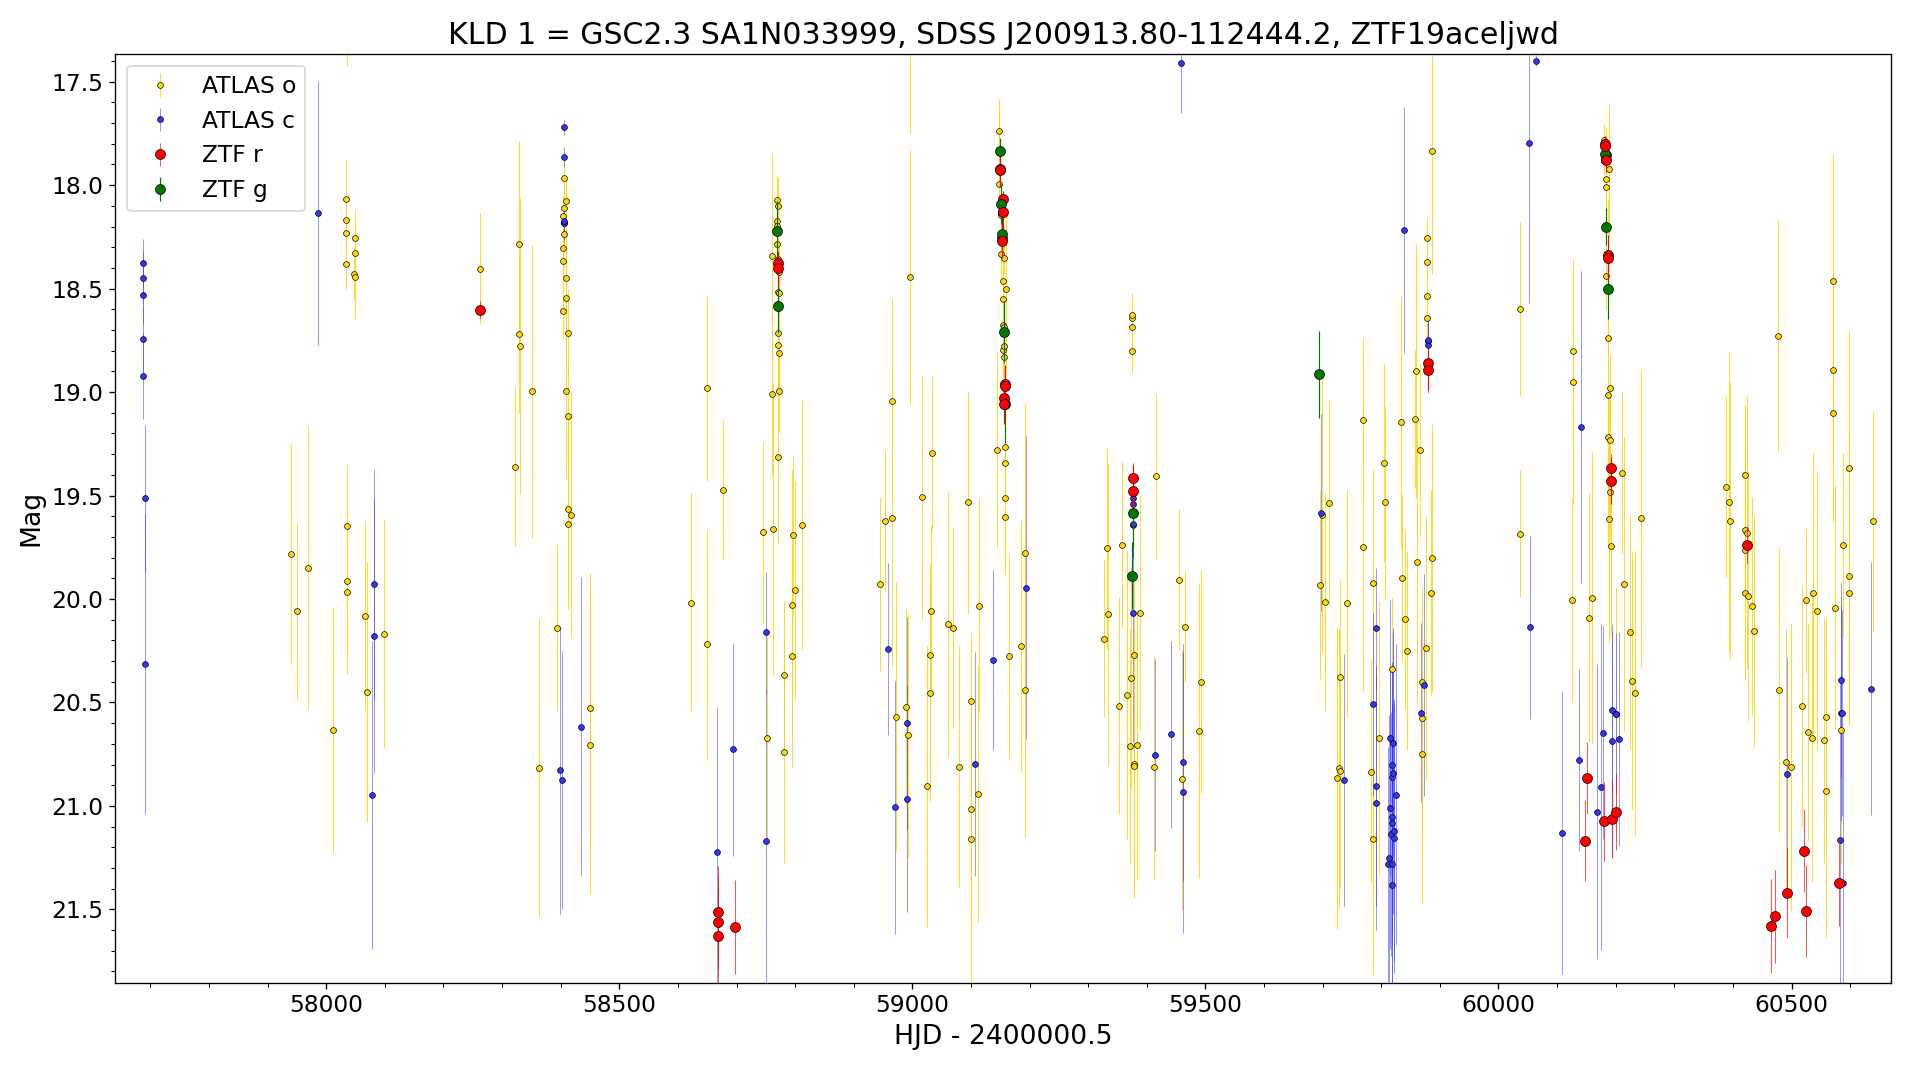 KLD 1 = GSC2.3 SA1N033999, SDSS J200913.80-112444.2, ZTF19aceljwd
ATLAS o
ATLAS c
ZTF r
ZTF g
17.5
18.0
18.5
19.0
19.5
20.0
20.5
21.0
21.5
Mag
58000
58500
59000
59500
60000
60500
HJD - 2400000.5